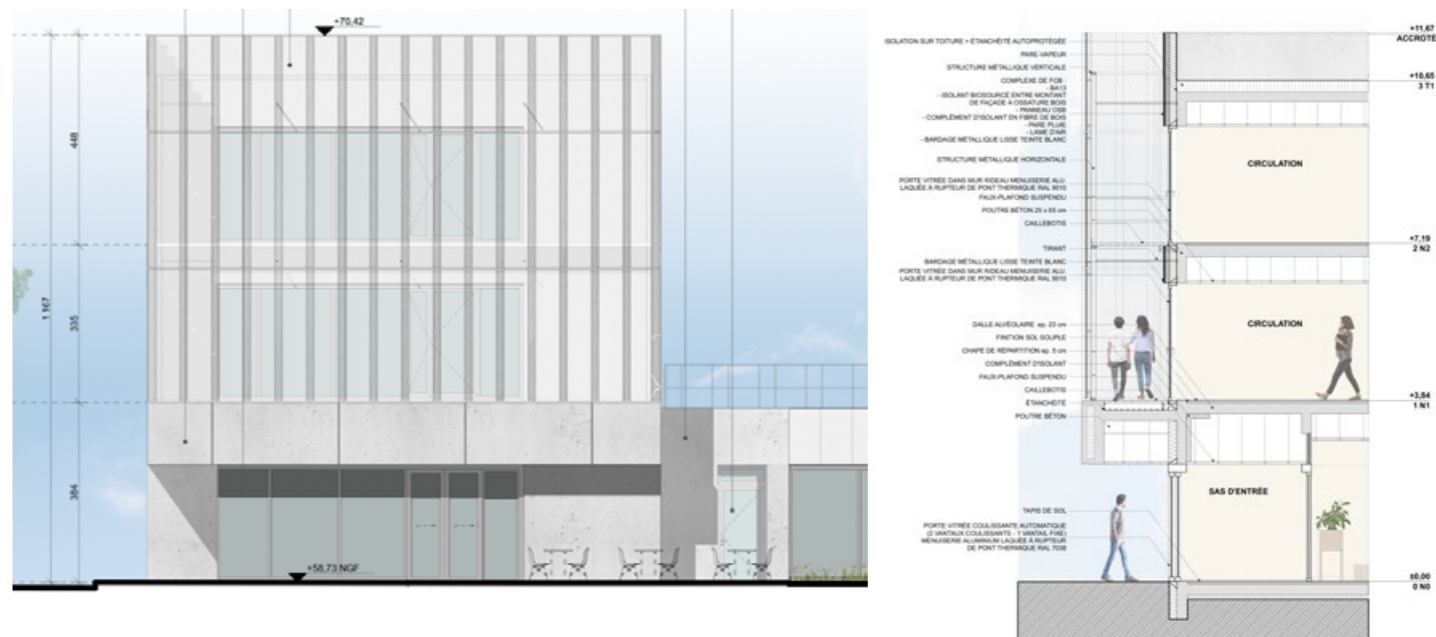 +70,42
448
1 167
335
384
+58,73 NGF
+11,67
ACCROTÈ
ISOLATION SUR TOITURE + ÉTANCHÉITÉ AUTOPROTÉGÉE
PARE-VAPEUR
STRUCTURE MÉTALLIQUE VERTICALE
+10,65
3 T1
COMPLEXE DE FOB :
- BA13
- ISOLANT BIOSOURCÉ ENTRE MONTANT
DE FAÇADE À OSSATURE BOIS
- PANNEAU OSB
- COMPLÉMENT D'ISOLANT EN FIBRE DE BOIS
- PARE PLUIE
- LAME D'AIR
- BARDAGE MÉTALLIQUE LISSE TEINTE BLANC
STRUCTURE MÉTALLIQUE HORIZONTALE
CIRCULATION
PORTE VITRÉE DANS MUR RIDEAU MENUISERIE ALU.
LAQUÉE À RUPTEUR DE PONT THERMIQUE RAL 9010
FAUX-PLAFOND SUSPENDU
POUTRE BÉTON 25 x 65 cm
CAILLEBOTIS
+7,19
2 N2
TIRANT
BARDAGE MÉTALLIQUE LISSE TEINTE BLANC
PORTE VITRÉE DANS MUR RIDEAU MENUISERIE ALU.
LAQUÉE À RUPTEUR DE PONT THERMIQUE RAL 9010
DALLE ALVÉOLAIRE ep. 23 cm
CIRCULATION
FINITION SOL SOUPLE
CHAPE DE RÉPARTITION ep. 5 cm
COMPLÉMENT D'ISOLANT
FAUX-PLAFOND SUSPENDU
CAILLEBOTIS
+3,84
1 N1
ÉTANCHÉITÉ
POUTRE BÉTON
SAS D'ENTRÉE
TAPIS DE SOL
PORTE VITRÉE COULISSANTE AUTOMATIQUE
(2 VANTAUX COULISSANTS - 1 VANTAIL FIXE)
MENUISERIE ALUMINIUM LAQUÉE À RUPTEUR
DE PONT THERMIQUE RAL 7038
±0,00
0 N0